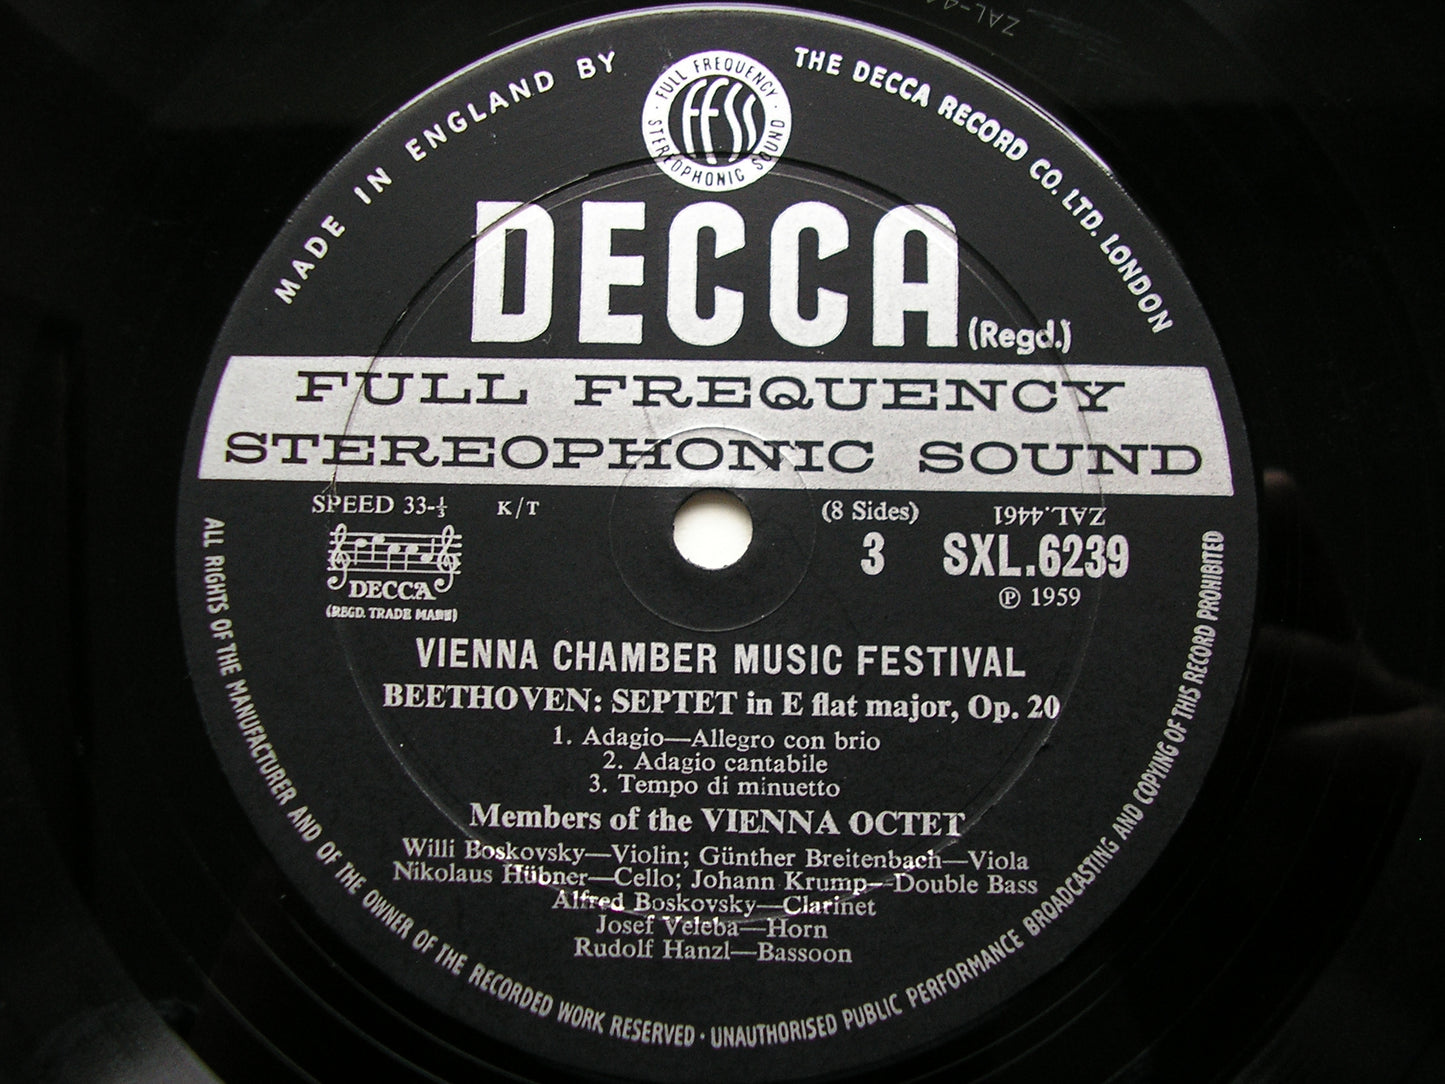 ZAL-44
MADE IN ENGLAND BY
THE DECCA RECORD CO. LTD. LONDON
FULL FREQUENCY
ffss
STEREOPHONIC SOUND
DECCA (Regd.)
FULL FREQUENCY
STEREOPHONIC SOUND
SPEED 33-⅓ K/T (8 Sides) ZAL.4461
3 SXL.6239
DECCA
(REGD. TRADE MARK)
℗ 1959
VIENNA CHAMBER MUSIC FESTIVAL
BEETHOVEN: SEPTET in E flat major, Op. 20
1. Adagio—Allegro con brio
2. Adagio cantabile
3. Tempo di minuetto
Members of the VIENNA OCTET
Willi Boskovsky—Violin; Günther Breitenbach—Viola
Nikolaus Hübner—Cello; Johann Krump—Double Bass
Alfred Boskovsky—Clarinet
Josef Veleba—Horn
Rudolf Hanzl—Bassoon
ALL RIGHTS OF THE MANUFACTURER AND OF THE OWNER OF THE RECORDED WORK RESERVED · UNAUTHORISED PUBLIC PERFORMANCE BROADCASTING AND COPYING OF THIS RECORD PROHIBITED